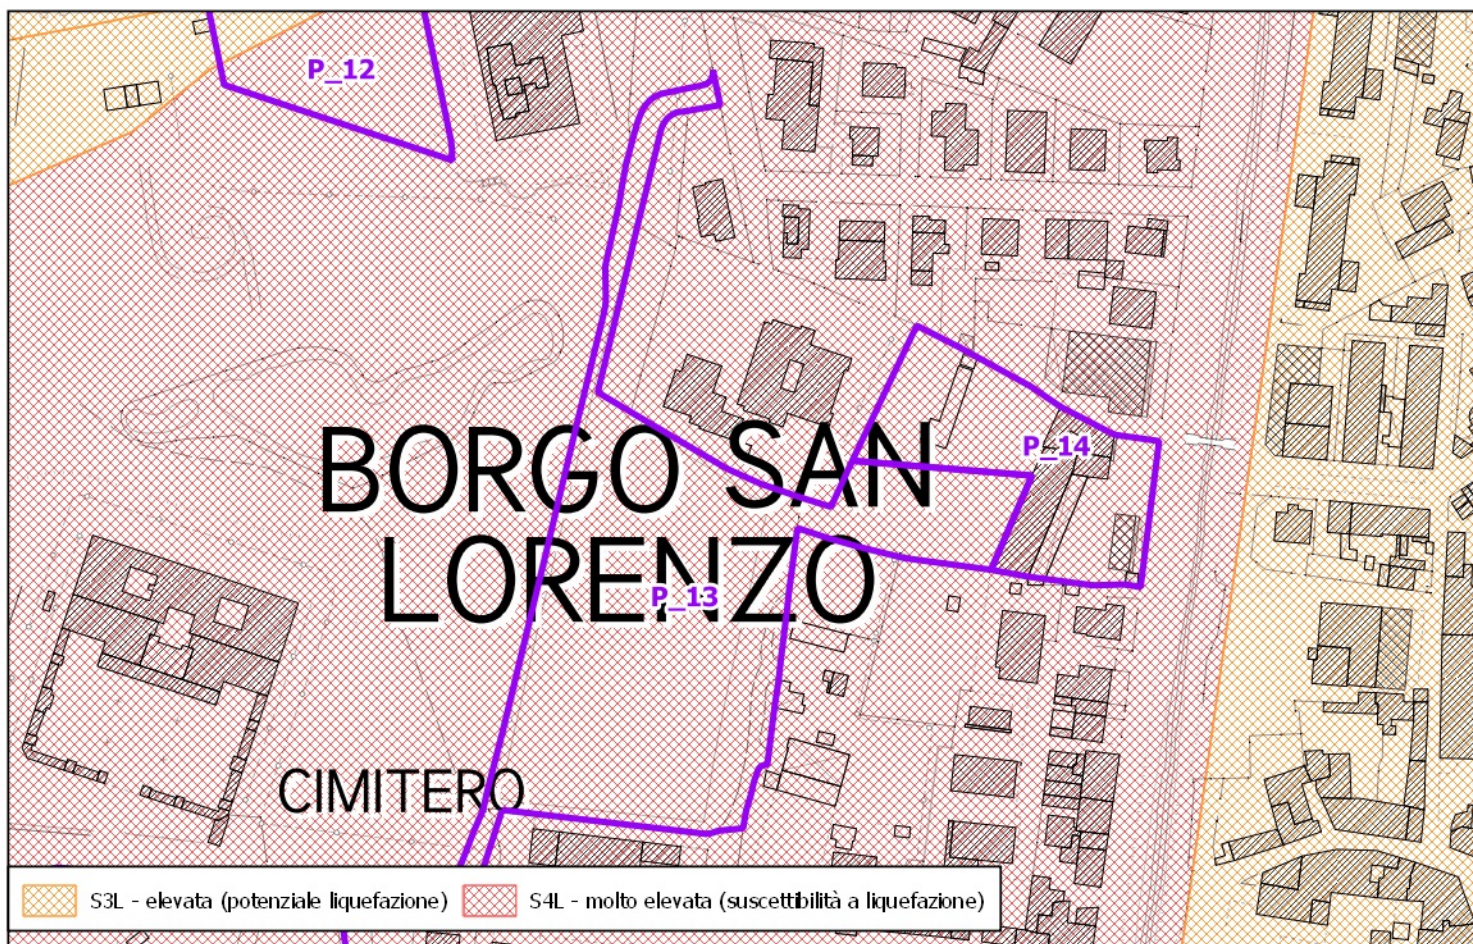 P_12
BORGO SAN
P_14
LORENZO
P_13
CIMITERO
S3L - elevata (potenziale liquefazione)
S4L - molto elevata (suscettibilità a liquefazione)